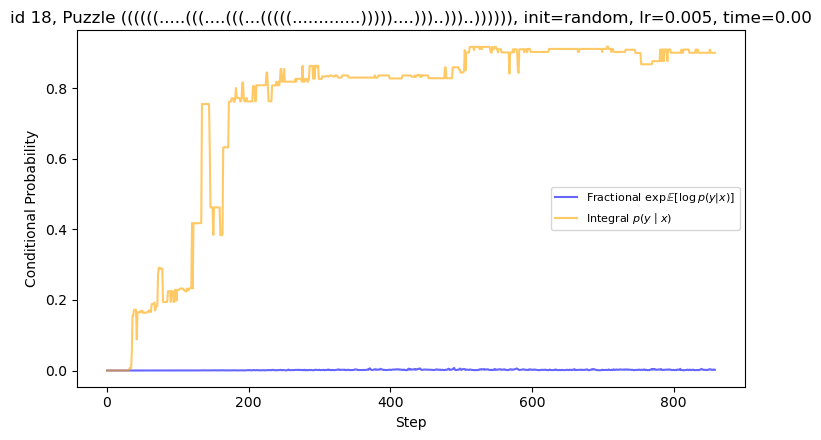 id 18, Puzzle ((((((.....(((....(((...(((((.............)))))....)))..)))..)))))), init=random, lr=0.005, time=0.00
Conditional Probability
0.8
0.6
0.4
0.2
0.0
Fractional exp𝔼[log p(y|x)]
Integral p(y | x)
0
200
400
600
800
Step